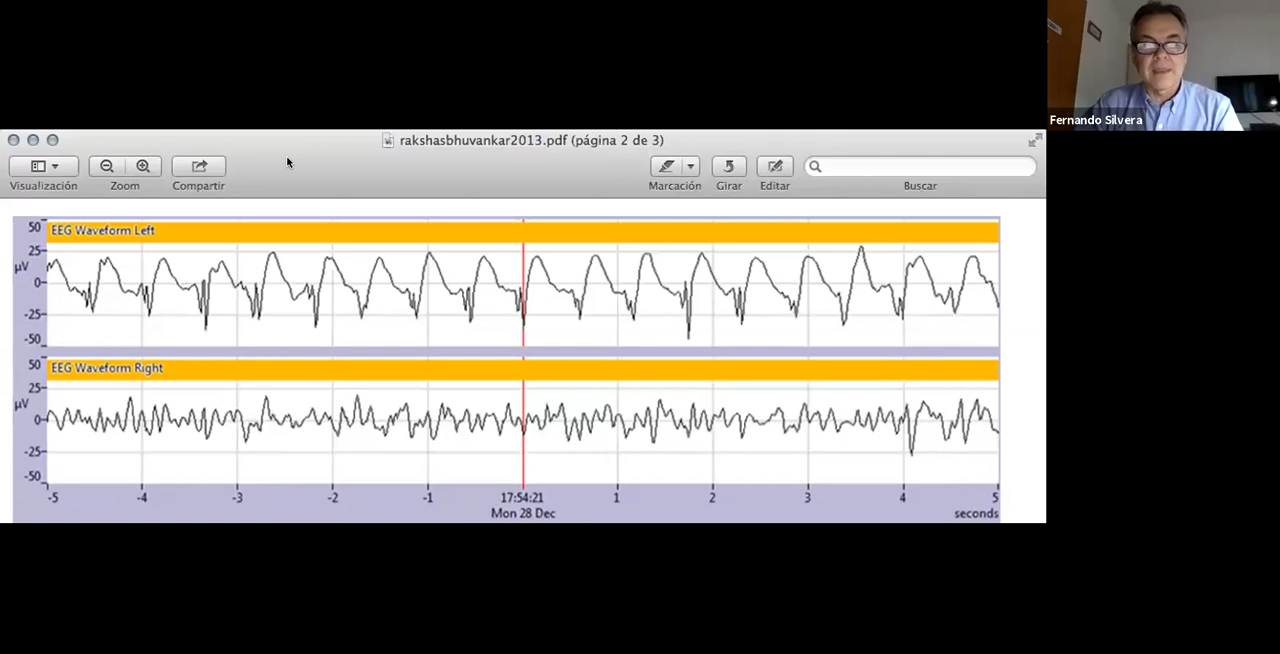 Fernando Silvera
rakshasbhuvankar2013.pdf (página 2 de 3)
Visualización Zoom Compartir Marcación Girar Editar Buscar
EEG Waveform Left
50
25
µV
0
-25
-50
EEG Waveform Right
50
25
µV
0
-25
-50
-5 -4 -3 -2 -1 17:54:21 1 2 3 4 5
Mon 28 Dec seconds